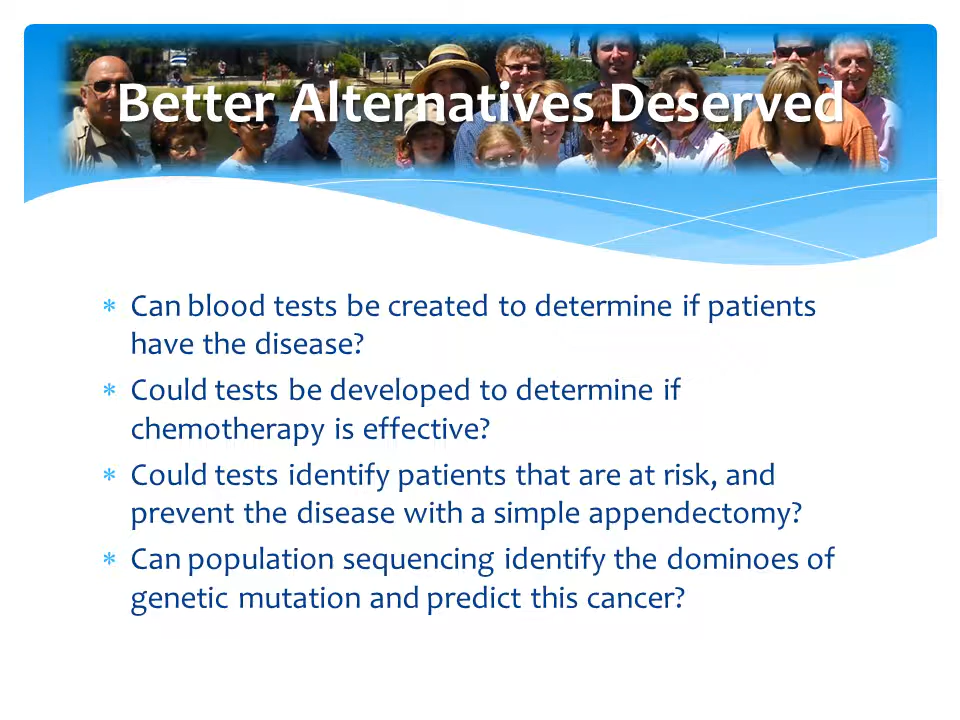 Better Alternatives Deserved
* Can blood tests be created to determine if patients
have the disease?
* Could tests be developed to determine if
chemotherapy is effective?
* Could tests identify patients that are at risk, and
prevent the disease with a simple appendectomy?
* Can population sequencing identify the dominoes of
genetic mutation and predict this cancer?